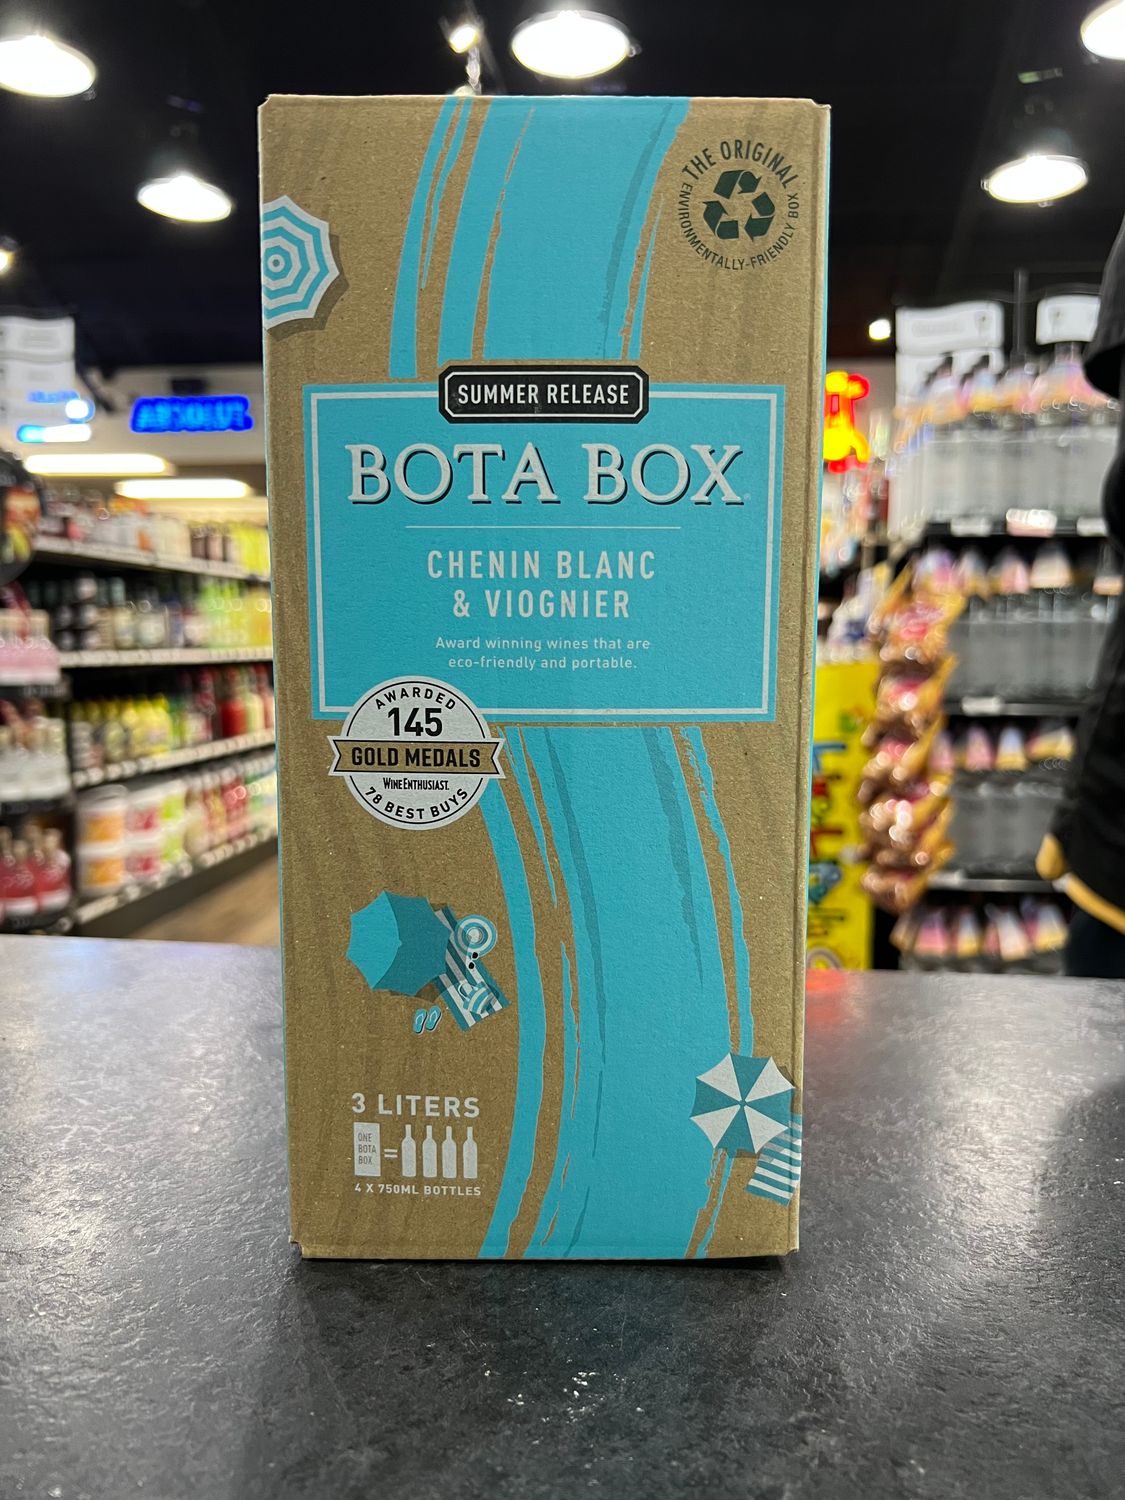 THE ORIGINAL
ENVIRONMENTALLY-FRIENDLY BOX
SUMMER RELEASE
BOTA BOX
CHENIN BLANC
& VIOGNIER
Award winning wines that are
eco-friendly and portable.
AWARDED
145
GOLD MEDALS
WINE ENTHUSIAST
78 BEST BUYS
3 LITERS
ONE
BOTA
BOX
=
4 X 750ML BOTTLES
ABSOLUT